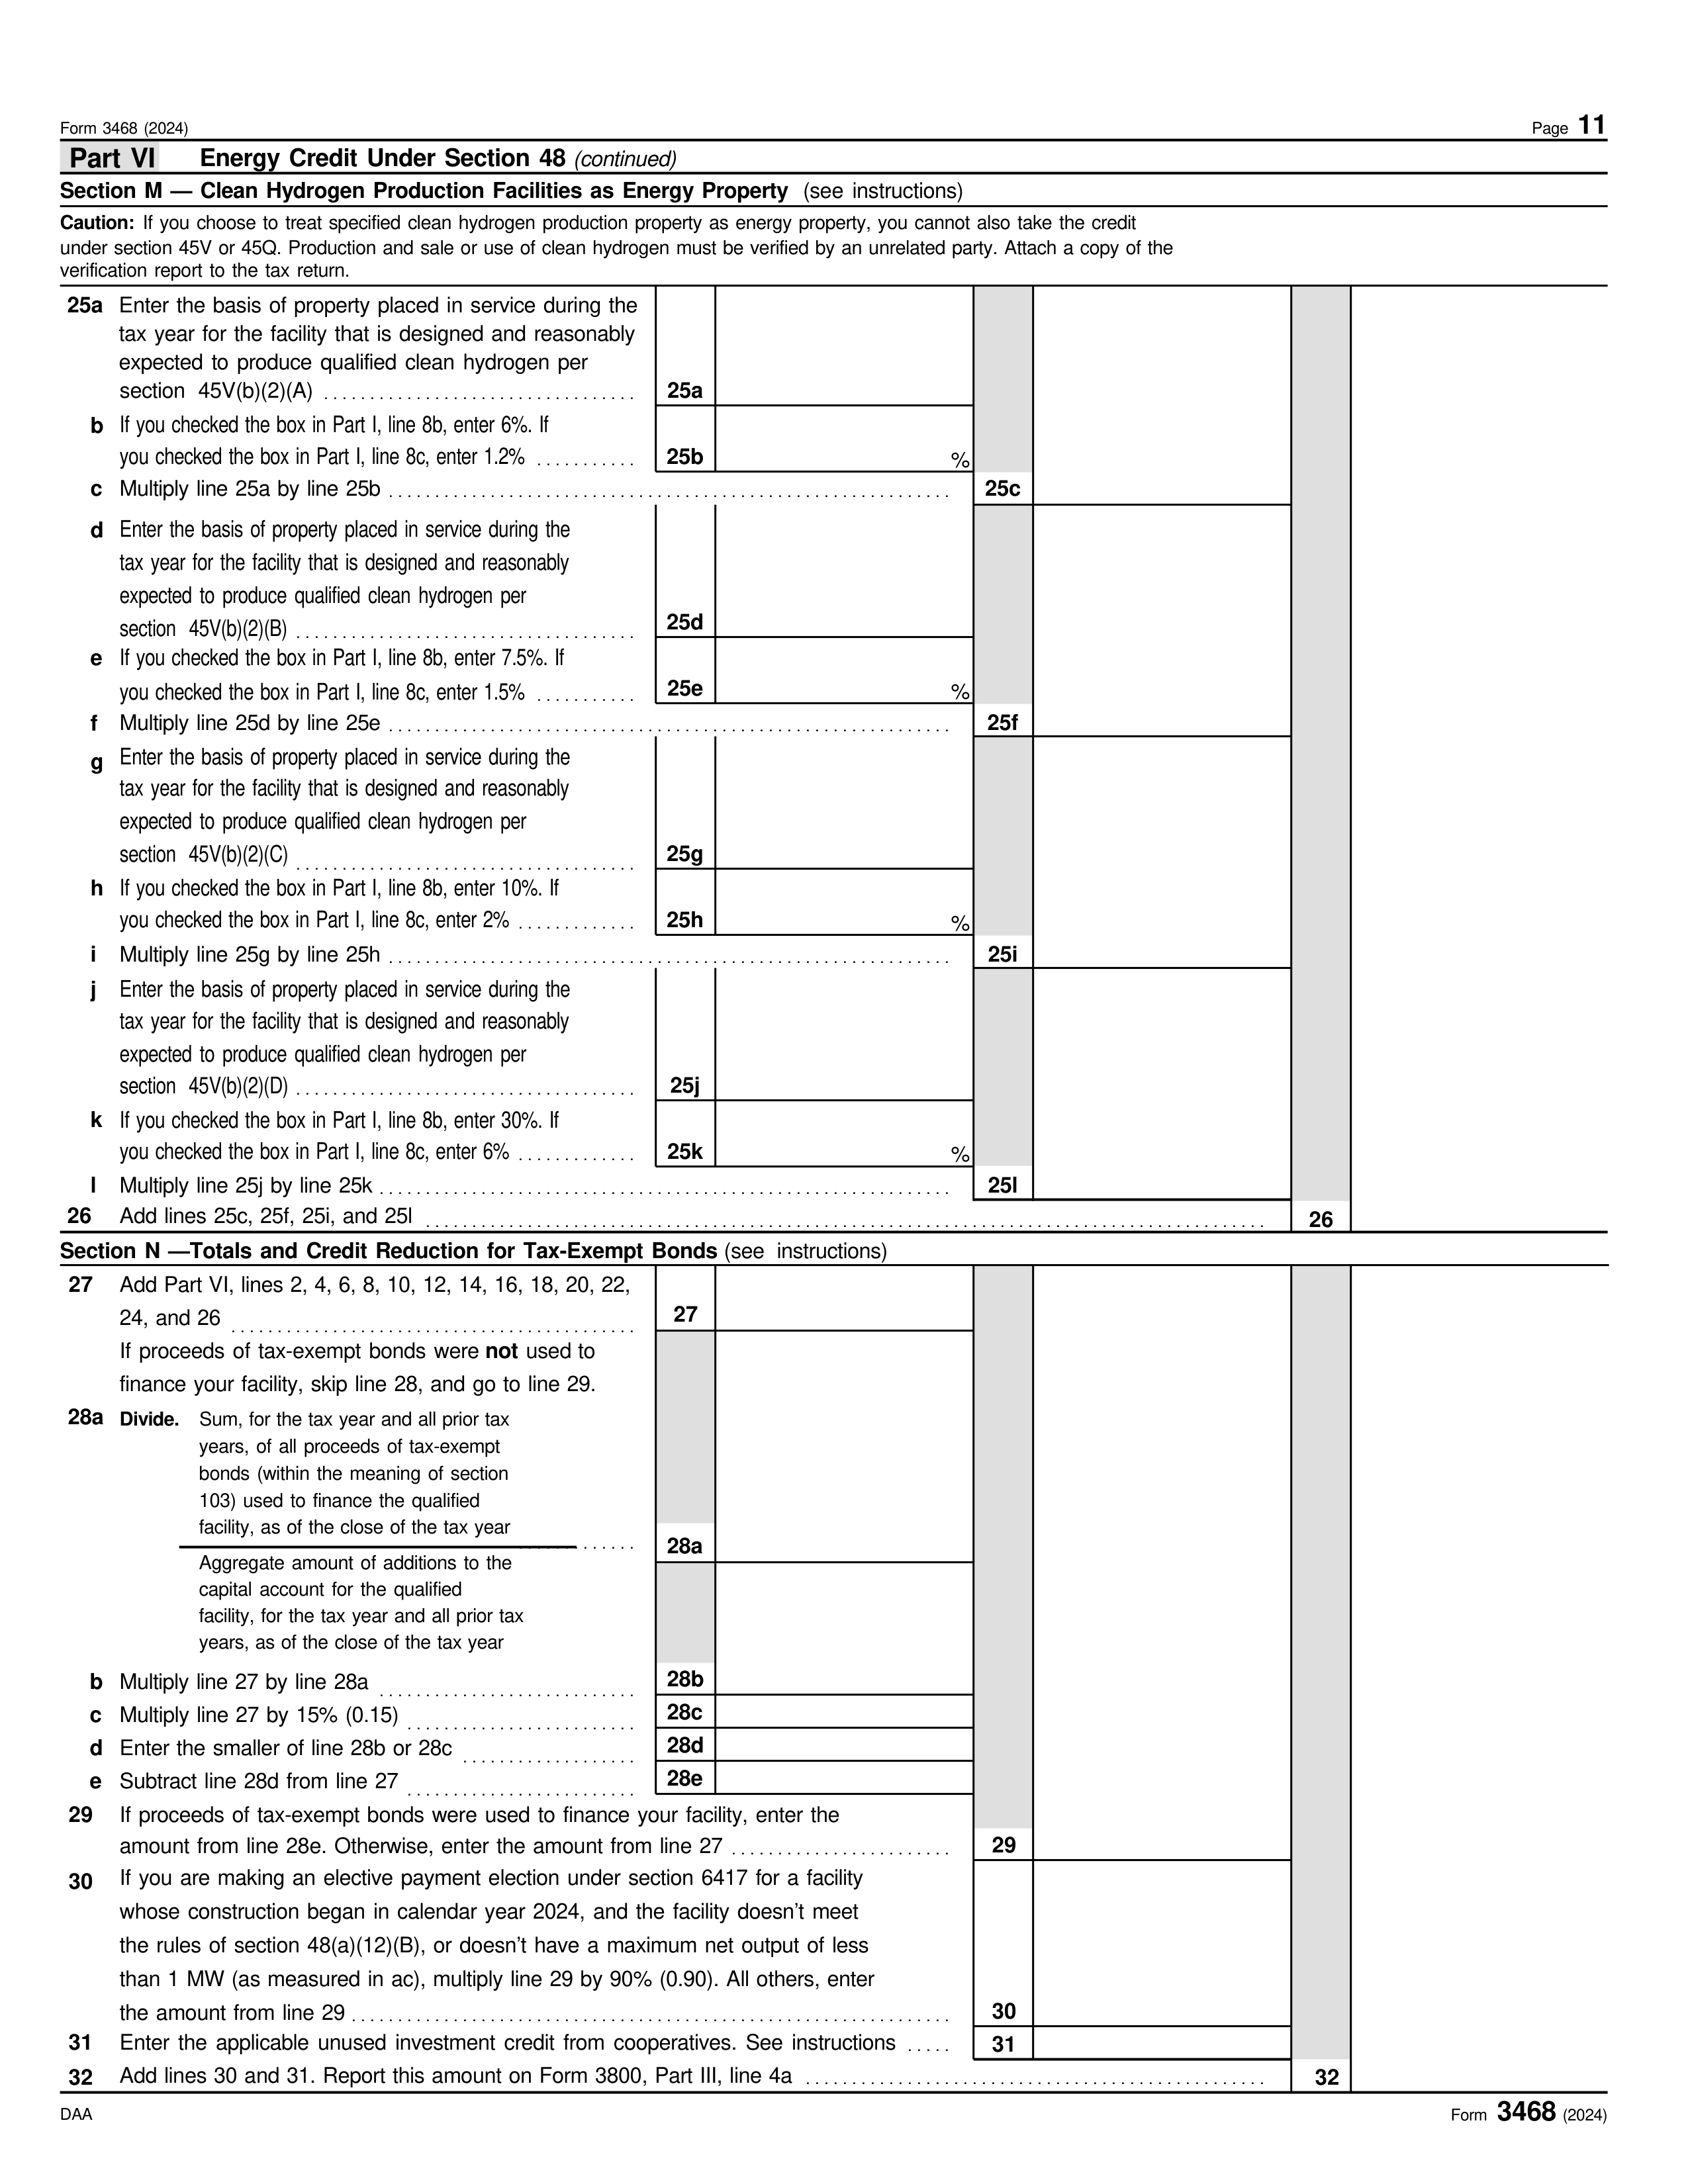 Form 3468 (2024) Page 11
Part VI Energy Credit Under Section 48 (continued)
Section M — Clean Hydrogen Production Facilities as Energy Property (see instructions)
Caution: If you choose to treat specified clean hydrogen production property as energy property, you cannot also take the credit
under section 45V or 45Q. Production and sale or use of clean hydrogen must be verified by an unrelated party. Attach a copy of the
verification report to the tax return.
25a Enter the basis of property placed in service during the
tax year for the facility that is designed and reasonably
expected to produce qualified clean hydrogen per
section 45V(b)(2)(A) 25a
b If you checked the box in Part I, line 8b, enter 6%. If
you checked the box in Part I, line 8c, enter 1.2% 25b %
c Multiply line 25a by line 25b 25c
d Enter the basis of property placed in service during the
tax year for the facility that is designed and reasonably
expected to produce qualified clean hydrogen per
section 45V(b)(2)(B) 25d
e If you checked the box in Part I, line 8b, enter 7.5%. If
you checked the box in Part I, line 8c, enter 1.5% 25e %
f Multiply line 25d by line 25e 25f
g Enter the basis of property placed in service during the
tax year for the facility that is designed and reasonably
expected to produce qualified clean hydrogen per
section 45V(b)(2)(C) 25g
h If you checked the box in Part I, line 8b, enter 10%. If
you checked the box in Part I, line 8c, enter 2% 25h %
i Multiply line 25g by line 25h 25i
j Enter the basis of property placed in service during the
tax year for the facility that is designed and reasonably
expected to produce qualified clean hydrogen per
section 45V(b)(2)(D) 25j
k If you checked the box in Part I, line 8b, enter 30%. If
you checked the box in Part I, line 8c, enter 6% 25k %
l Multiply line 25j by line 25k 25l
26 Add lines 25c, 25f, 25i, and 25l 26
Section N —Totals and Credit Reduction for Tax-Exempt Bonds (see instructions)
27 Add Part VI, lines 2, 4, 6, 8, 10, 12, 14, 16, 18, 20, 22,
24, and 26 27
If proceeds of tax-exempt bonds were not used to
finance your facility, skip line 28, and go to line 29.
28a Divide. Sum, for the tax year and all prior tax
years, of all proceeds of tax-exempt
bonds (within the meaning of section
103) used to finance the qualified
facility, as of the close of the tax year
28a
Aggregate amount of additions to the
capital account for the qualified
facility, for the tax year and all prior tax
years, as of the close of the tax year
b Multiply line 27 by line 28a 28b
c Multiply line 27 by 15% (0.15) 28c
d Enter the smaller of line 28b or 28c 28d
e Subtract line 28d from line 27 28e
29 If proceeds of tax-exempt bonds were used to finance your facility, enter the
amount from line 28e. Otherwise, enter the amount from line 27 29
30 If you are making an elective payment election under section 6417 for a facility
whose construction began in calendar year 2024, and the facility doesn't meet
the rules of section 48(a)(12)(B), or doesn't have a maximum net output of less
than 1 MW (as measured in ac), multiply line 29 by 90% (0.90). All others, enter
the amount from line 29 30
31 Enter the applicable unused investment credit from cooperatives. See instructions 31
32 Add lines 30 and 31. Report this amount on Form 3800, Part III, line 4a 32
DAA Form 3468 (2024)